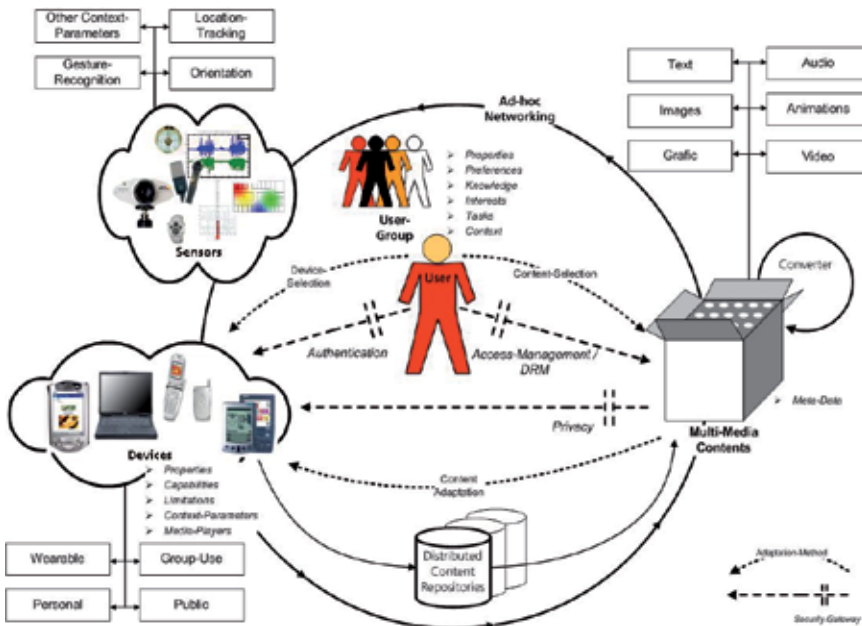 Other Context-
Parameters
Location-
Tracking
Gesture-
Recognition
Orientation
Sensors
Ad-hoc
Networking
Text
Audio
Images
Animations
Grafic
Video
Properties
Preferences
Knowledge
Interests
Tasks
Context
User-
Group
User
Device-
Selection
Content-Selection
Converter
Authentication
Access-Management /
DRM
Privacy
Meta-Data
Multi-Media
Contents
Devices
Properties
Capabilities
Limitations
Context-Parameters
Media-Players
Content
Adaptation
Distributed
Content
Repositories
Wearable
Group-Use
Personal
Public
Adaptation-Method
Security-Gateway